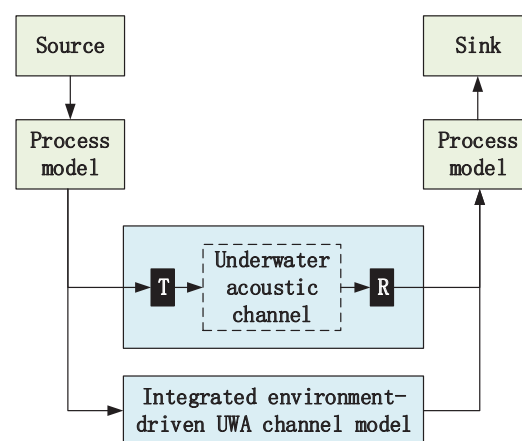 Source
Sink
Process
model
Process
model
T
Underwater
acoustic
channel
R
Integrated environment-
driven UWA channel model